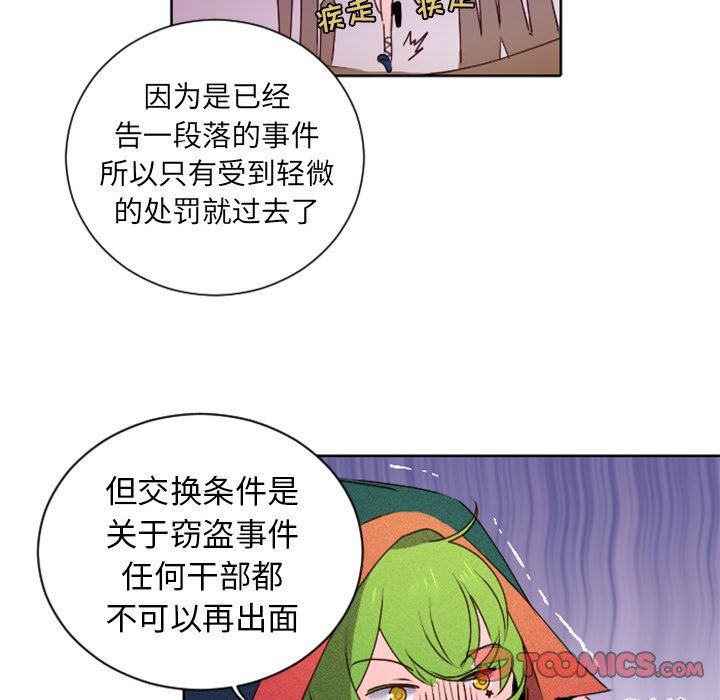 疾走 疾走
因为是已经
告一段落的事件
所以只有受到轻微
的处罚就过去了
但交换条件是
关于窃盗事件
任何干部都
不可以再出面
TOOMICS.COM